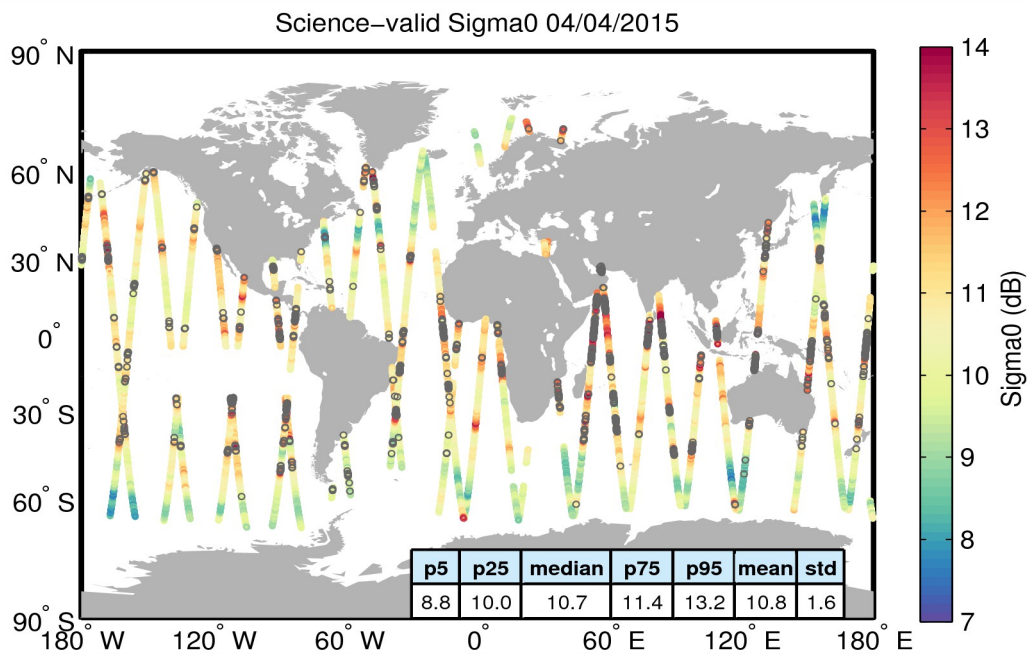 Science−valid Sigma0 04/04/2015
90° N
60° N
30° N
0°
30° S
60° S
90° S
180° W
120° W
60° W
0°
60° E
120° E
180° E
p5 p25 median p75 p95 mean std
8.8 10.0 10.7 11.4 13.2 10.8 1.6
14
13
12
11
10
9
8
7
Sigma0 (dB)